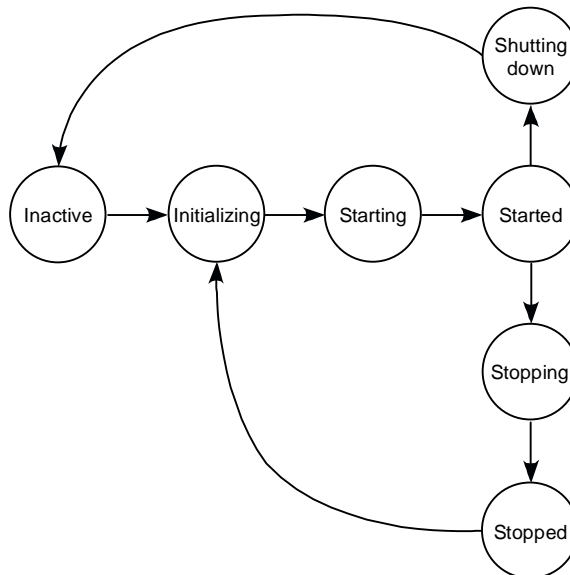 Shutting
down
Inactive
Initializing
Starting
Started
Stopping
Stopped